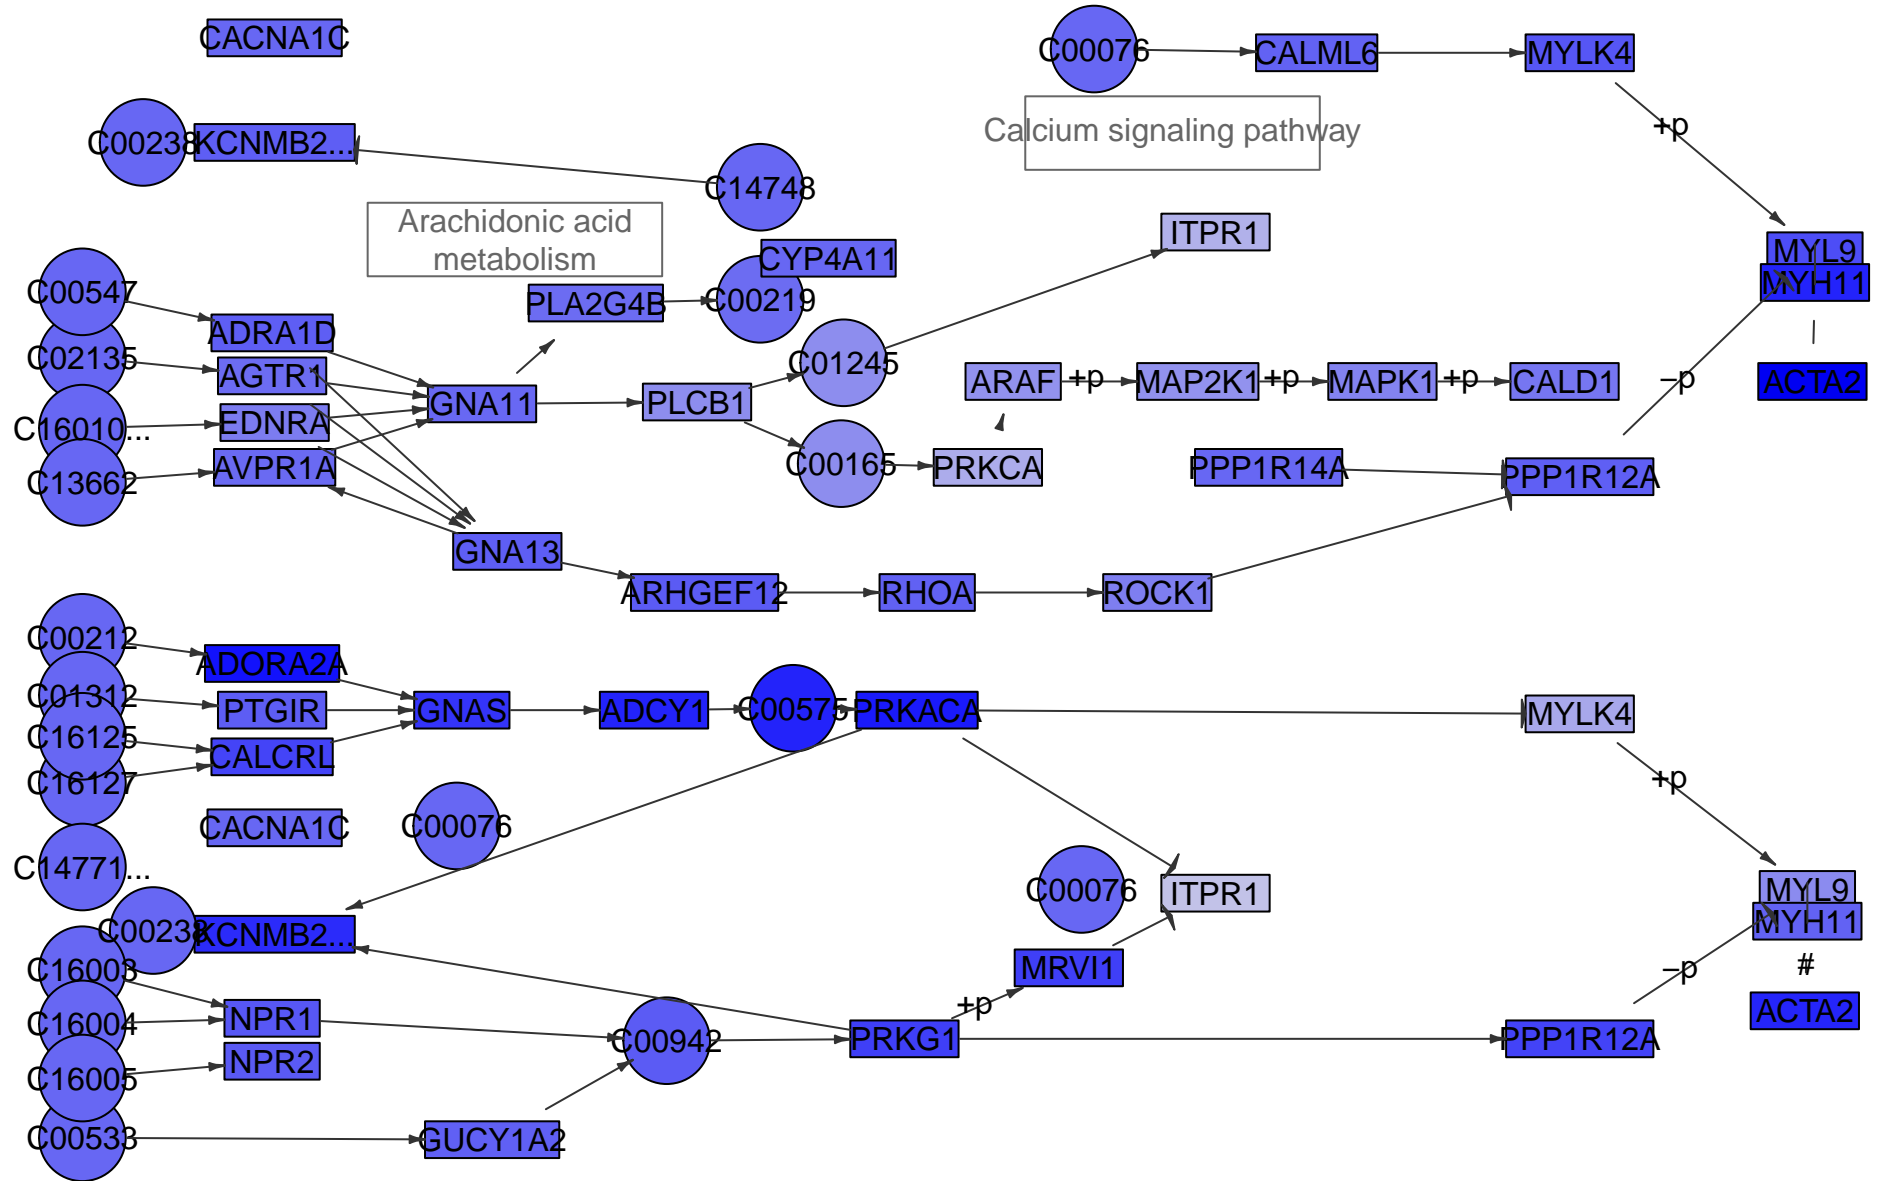 CACNA1C
C00076
CALML6
MYLK4
C00238
KCNMB2...
Calcium signaling pathway
+p
C14748
Arachidonic acid
metabolism
ITPR1
CYP4A11
MYL9
MYH11
C00547
PLA2G4B
C00219
ADRA1D
C02135
AGTR1
C01245
ARAF
+p
MAP2K1
+p
MAPK1
+p
CALD1
–p
ACTA2
GNA11
PLCB1
C16010...
EDNRA
C13662
AVPR1A
C00165
PRKCA
PPP1R14A
PPP1R12A
GNA13
ARHGEF12
RHOA
ROCK1
C00212
ADORA2A
C01312
PTGIR
GNAS
ADCY1
C00575
PRKACA
MYLK4
C16125
CALCRL
C16127
+p
CACNA1C
C00076
C14771...
C00076
ITPR1
MYL9
MYH11
C00238
KCNMB2...
C16003
MRVI1
–p
#
+p
ACTA2
C16004
NPR1
C00942
PRKG1
PPP1R12A
C16005
NPR2
C00533
GUCY1A2